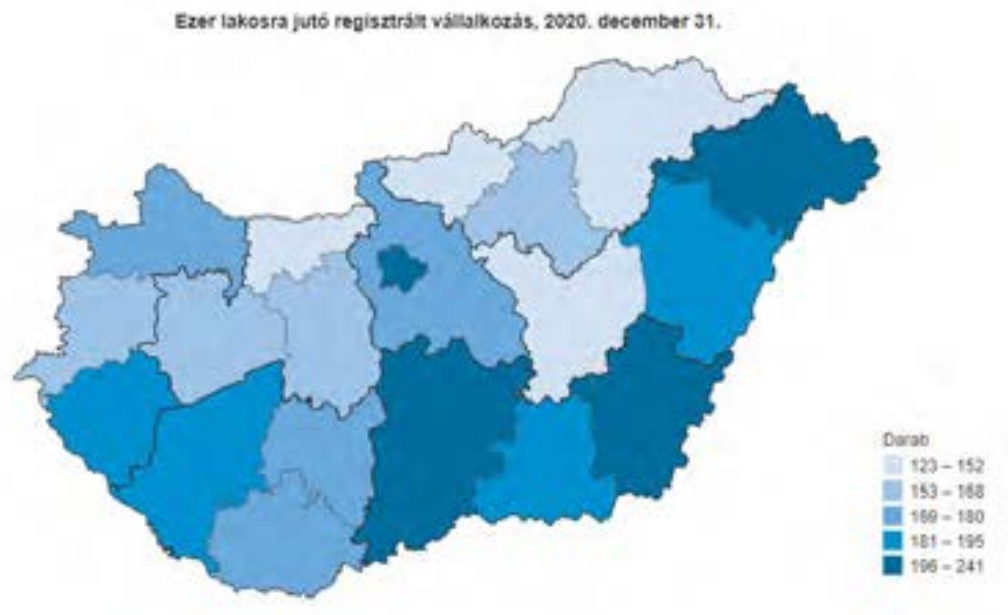 Ezer lakosra jutó regisztrált vállalkozás, 2020. december 31.
Darab
123 – 152
153 – 168
169 – 180
181 – 195
196 – 241